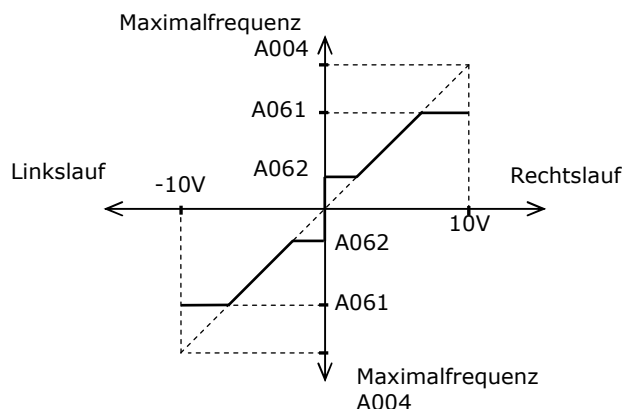 Maximalfrequenz
A004
A061
A062
Linkslauf
-10V
Rechtslauf
10V
A062
A061
Maximalfrequenz
A004